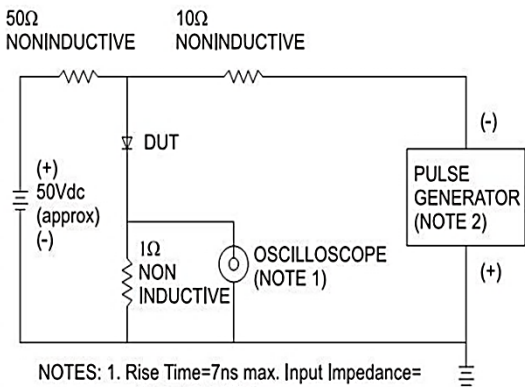 50Ω
NONINDUCTIVE
10Ω
NONINDUCTIVE
DUT
(+)
50Vdc
(approx)
(-)
1Ω
NON
INDUCTIVE
OSCILLOSCOPE
(NOTE 1)
(-)
PULSE
GENERATOR
(NOTE 2)
(+)
NOTES: 1. Rise Time=7ns max. Input Impedance=